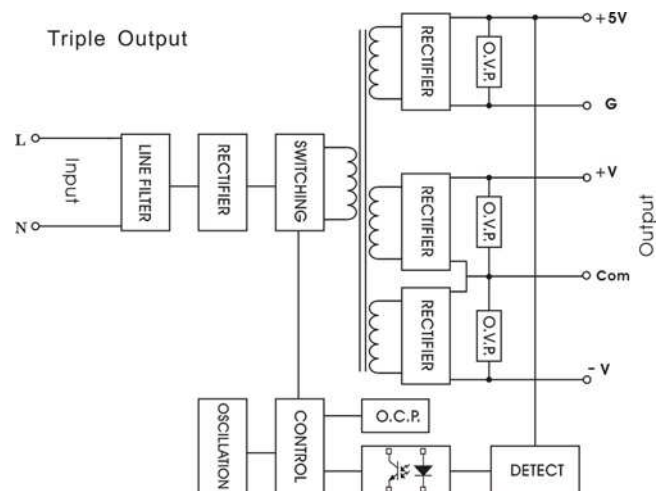 Triple Output
L
N
Input
LINE FILTER
RECTIFIER
SWITCHING
RECTIFIER
O.V.P.
+5V
G
RECTIFIER
O.V.P.
+V
Com
Output
RECTIFIER
O.V.P.
- V
OSCILLATION
CONTROL
O.C.P.
DETECT